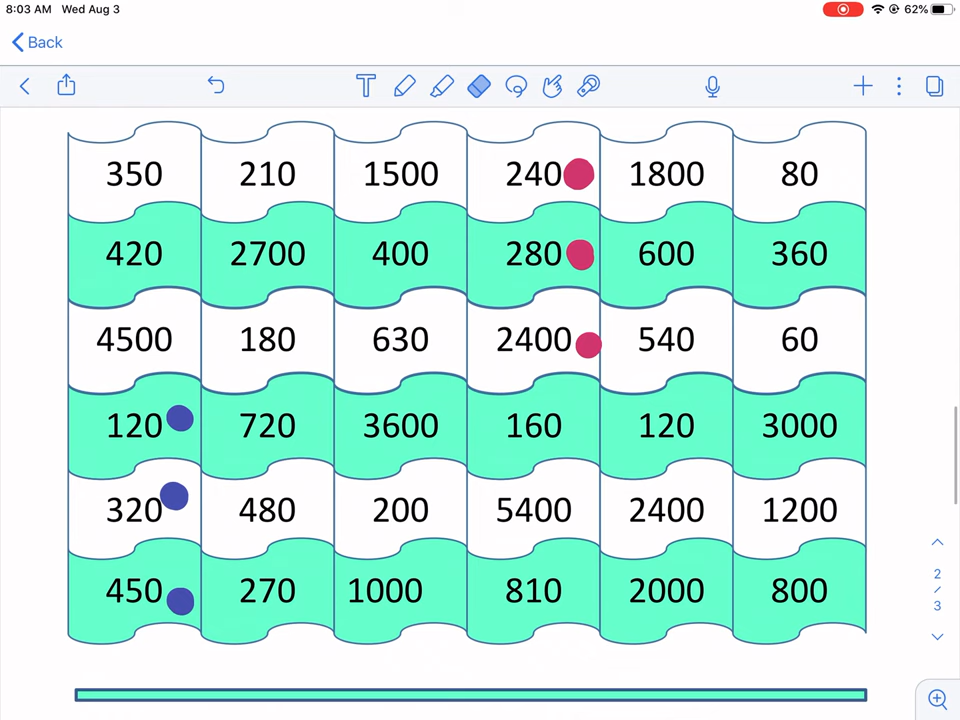 8:03 AM Wed Aug 3 62%
Back
T
350 210 1500 240 1800 80
420 2700 400 280 600 360
4500 180 630 2400 540 60
120 720 3600 160 120 3000
320 480 200 5400 2400 1200
450 270 1000 810 2000 800
2
/
3